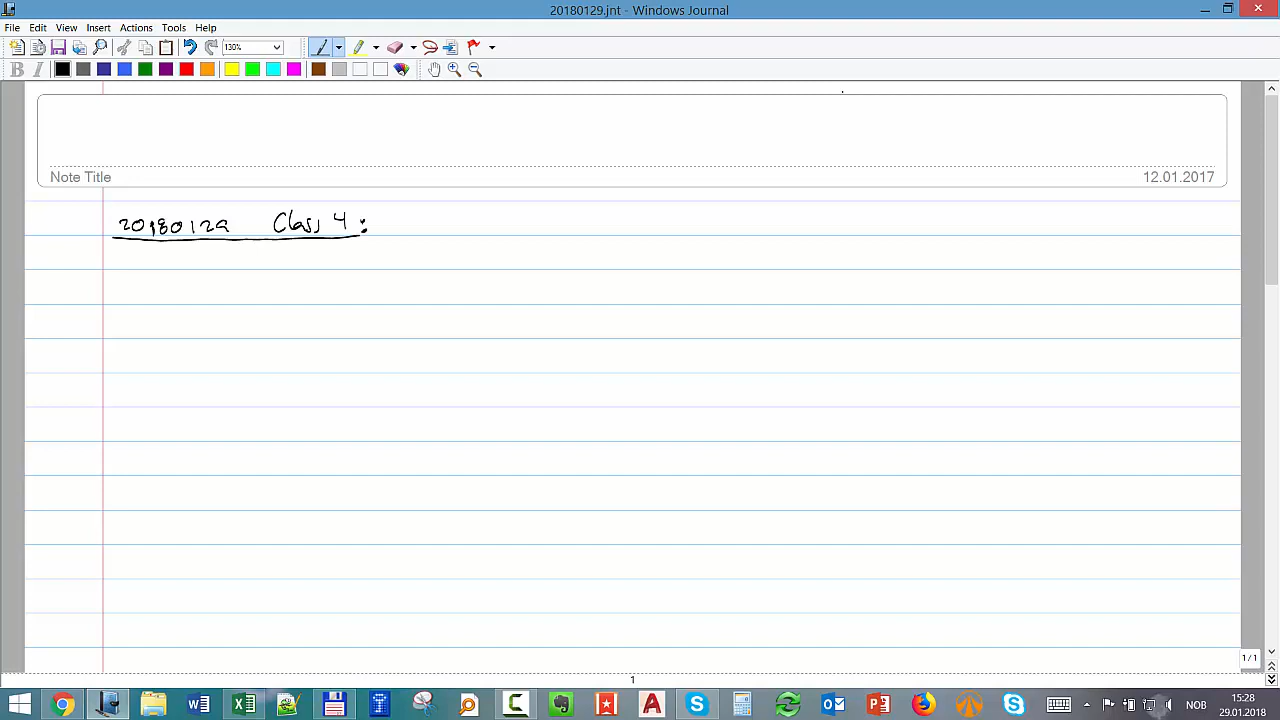 20180129.jnt - Windows Journal
File Edit View Insert Actions Tools Help
130%
B I
Note Title
12.01.2017
20180129 Class 4:
1/1
1
NOB
15:28
29.01.2018